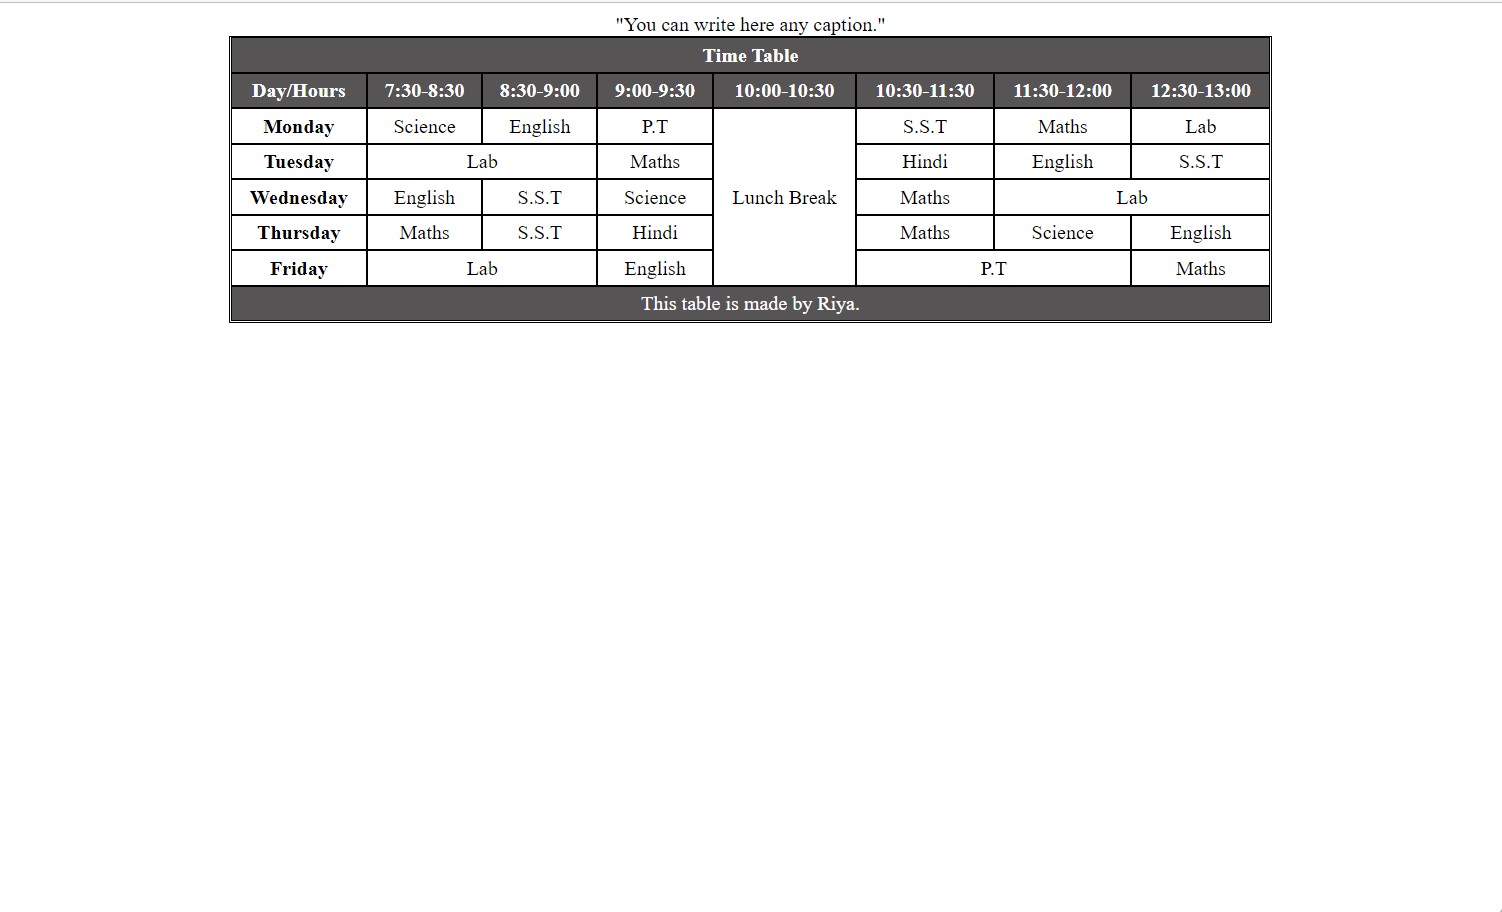 "You can write here any caption."
Time Table
Day/Hours 7:30-8:30 8:30-9:00 9:00-9:30 10:00-10:30 10:30-11:30 11:30-12:00 12:30-13:00
Monday Science English P.T S.S.T Maths Lab
Tuesday Lab Maths Hindi English S.S.T
Wednesday English S.S.T Science Lunch Break Maths Lab
Thursday Maths S.S.T Hindi Maths Science English
Friday Lab English P.T Maths
This table is made by Riya.